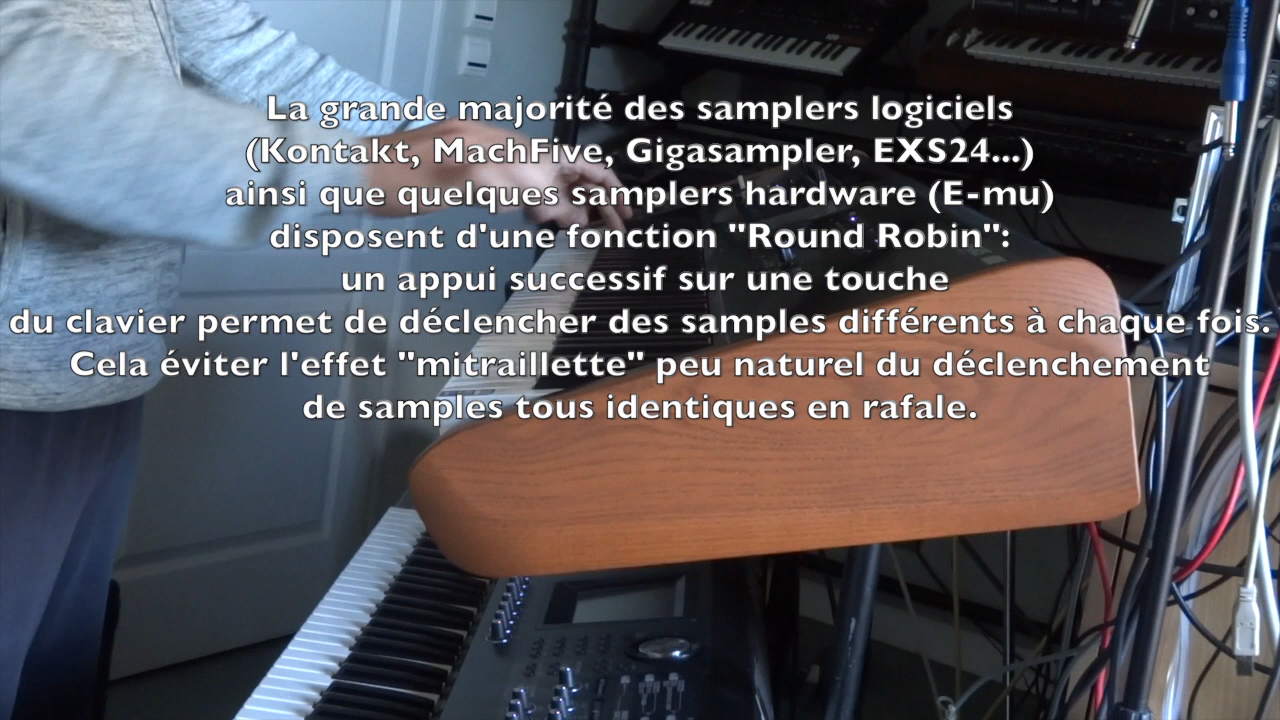 La grande majorité des samplers logiciels
(Kontakt, MachFive, Gigasampler, EXS24...)
ainsi que quelques samplers hardware (E-mu)
disposent d'une fonction "Round Robin":
un appui successif sur une touche
du clavier permet de déclencher des samples différents à chaque fois.
Cela éviter l'effet "mitraillette" peu naturel du déclenchement
de samples tous identiques en rafale.